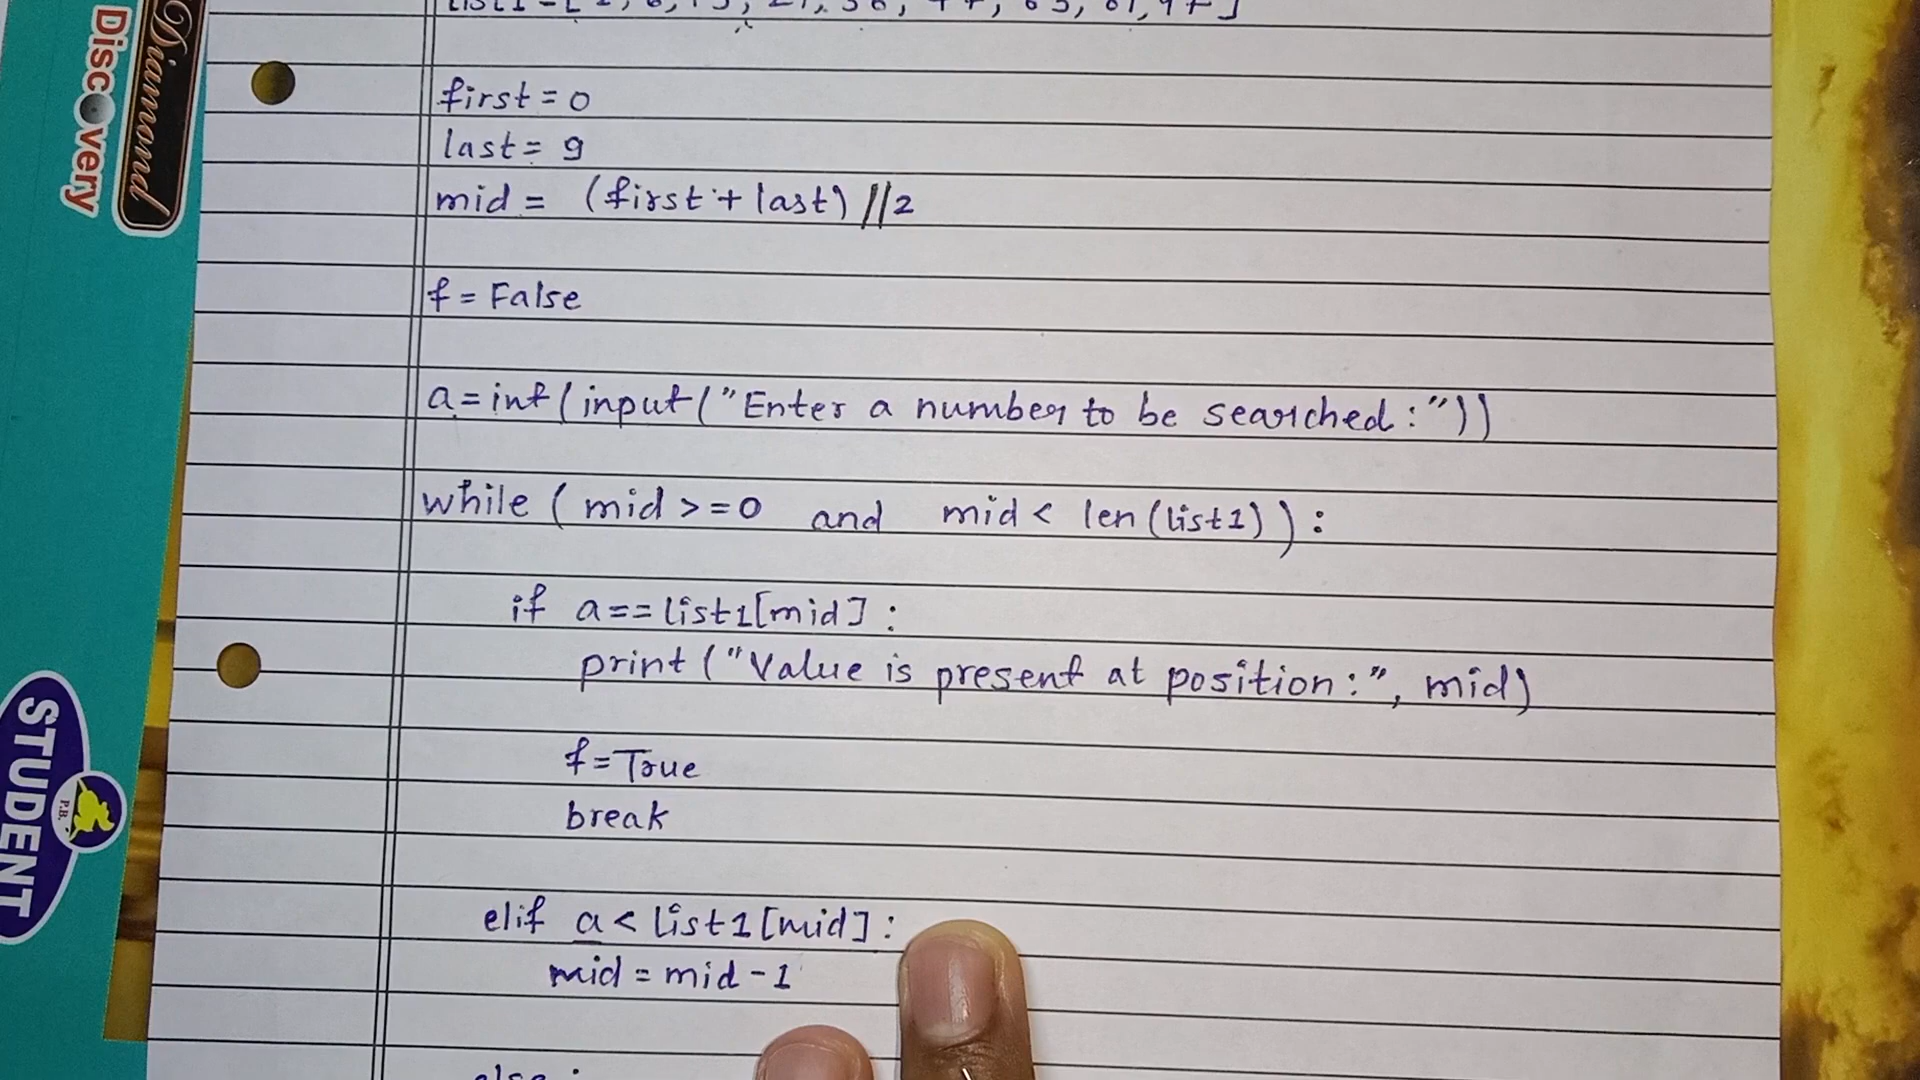 Diamond
Discovery
STUDENT
P.B.
first = 0
last = 9
mid = (first + last) //2
f = False
a = int(input("Enter a number to be searched:"))
while (mid >= 0 and mid < len(list1)):
if a == list1[mid]:
print("Value is present at position:", mid)
f = True
break
elif a < list1[mid]:
mid = mid - 1
else: